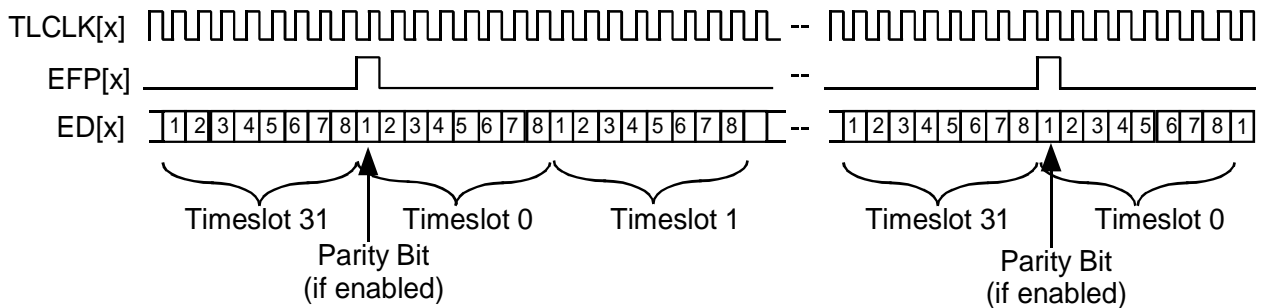 TLCLK[x] --
EFP[x] --
ED[x] 1 2 3 4 5 6 7 8 1 2 3 4 5 6 7 8 1 2 3 4 5 6 7 8 -- 1 2 3 4 5 6 7 8 1 2 3 4 5 6 7 8 1
Timeslot 31 Timeslot 0 Timeslot 1 Timeslot 31 Timeslot 0
Parity Bit Parity Bit
(if enabled) (if enabled)